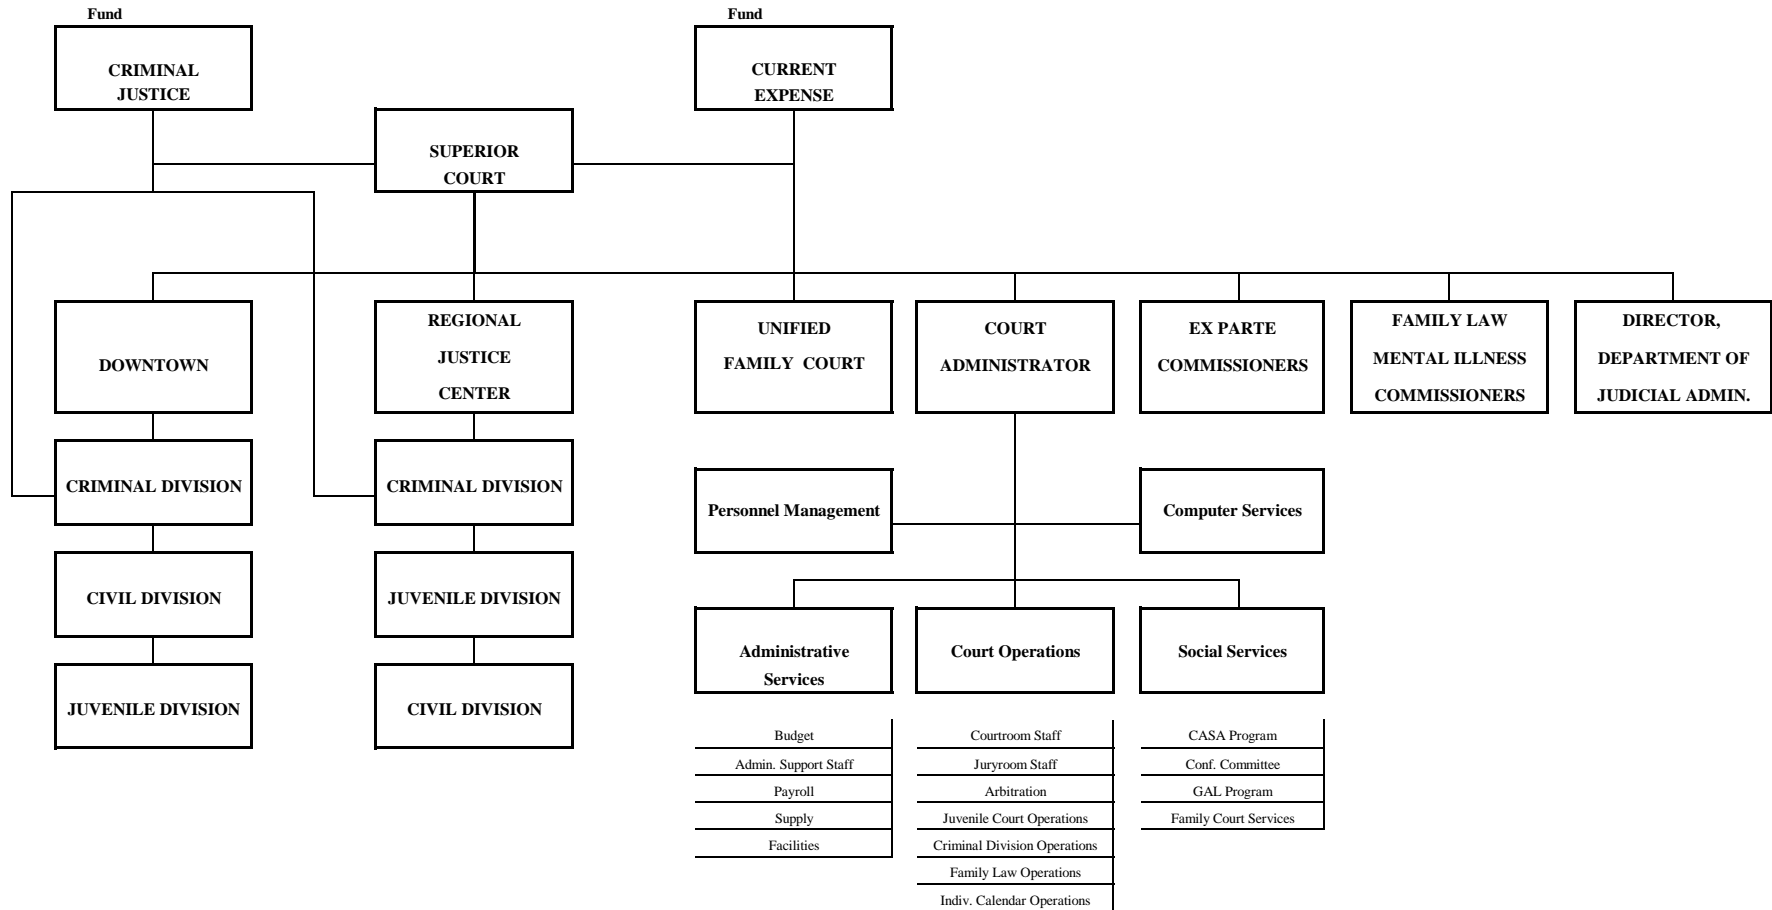 Fund
CRIMINAL
JUSTICE
Fund
CURRENT
EXPENSE
SUPERIOR
COURT
DOWNTOWN
REGIONAL
JUSTICE
CENTER
UNIFIED
FAMILY COURT
COURT
ADMINISTRATOR
EX PARTE
COMMISSIONERS
FAMILY LAW
MENTAL ILLNESS
COMMISSIONERS
DIRECTOR,
DEPARTMENT OF
JUDICIAL ADMIN.
CRIMINAL DIVISION
CRIMINAL DIVISION
Personnel Management
Computer Services
CIVIL DIVISION
JUVENILE DIVISION
Administrative
Services
Court Operations
Social Services
JUVENILE DIVISION
CIVIL DIVISION
Budget
Admin. Support Staff
Payroll
Supply
Facilities
Courtroom Staff
Juryroom Staff
Arbitration
Juvenile Court Operations
Criminal Division Operations
Family Law Operations
Indiv. Calendar Operations
CASA Program
Conf. Committee
GAL Program
Family Court Services